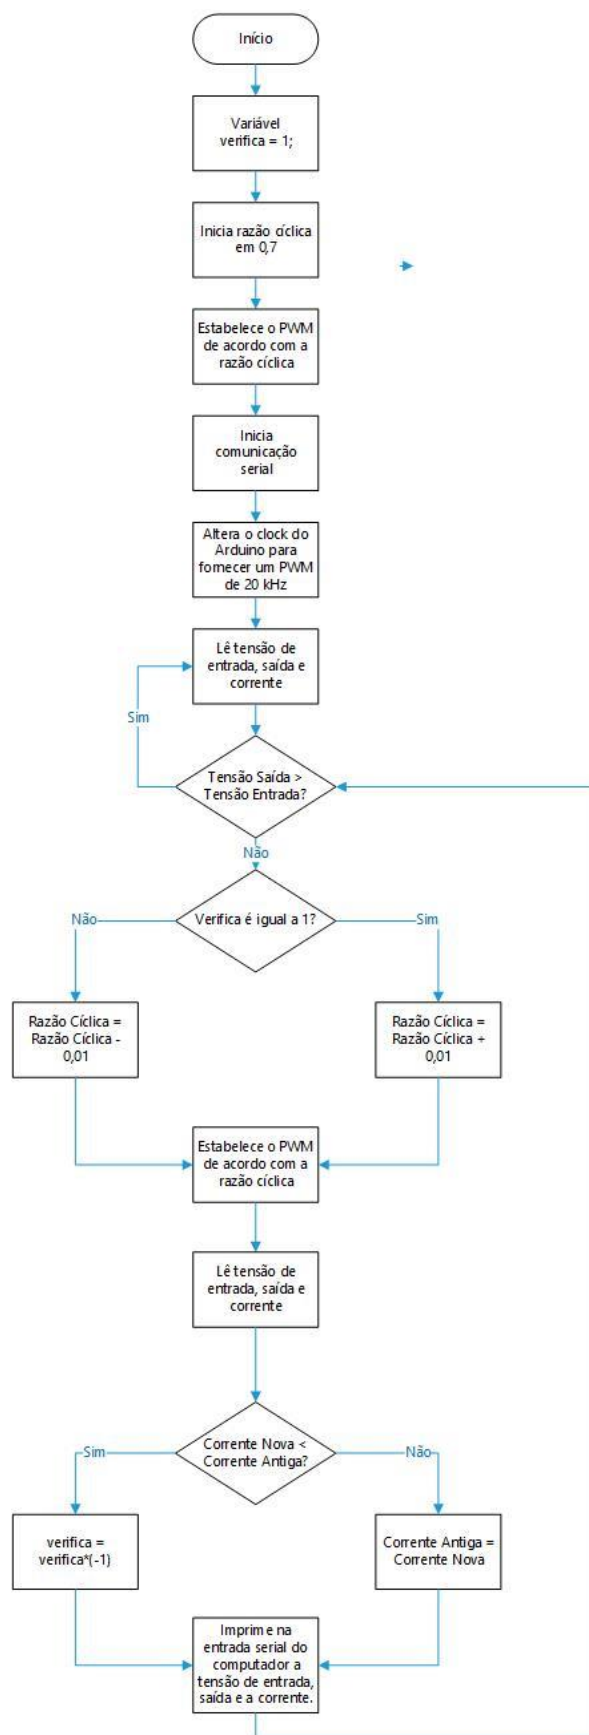 Início
Variável
verifica = 1;
Inicia razão cíclica
em 0,7
Estabelece o PWM
de acordo com a
razão cíclica
Inicia
comunicação
serial
Altera o clock do
Arduino para
fornecer um PWM
de 20 kHz
Lê tensão de
entrada, saída e
corrente
Sim
Tensão Saída >
Tensão Entrada?
Não
Não
Verifica é igual a 1?
Sim
Razão Cíclica =
Razão Cíclica -
0,01
Razão Cíclica =
Razão Cíclica +
0,01
Estabelece o PWM
de acordo com a
razão cíclica
Lê tensão de
entrada, saída e
corrente
Sim
Corrente Nova <
Corrente Antiga?
Não
verifica =
verifica*(-1)
Corrente Antiga =
Corrente Nova
Imprime na
entrada serial do
computador a
tensão de entrada,
saída e a corrente.